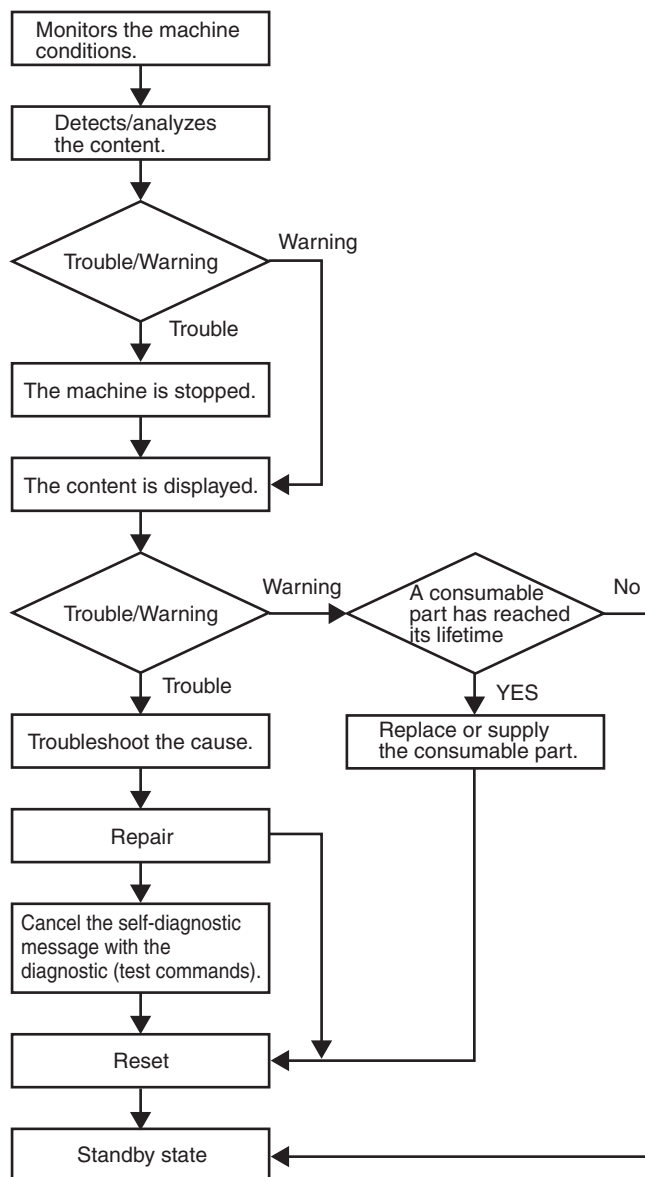 Monitors the machine
conditions.
Detects/analyzes
the content.
Trouble/Warning
Warning
Trouble
The machine is stopped.
The content is displayed.
Trouble/Warning
Warning
A consumable
part has reached
its lifetime
No
Trouble
YES
Troubleshoot the cause.
Replace or supply
the consumable part.
Repair
Cancel the self-diagnostic
message with the
diagnostic (test commands).
Reset
Standby state